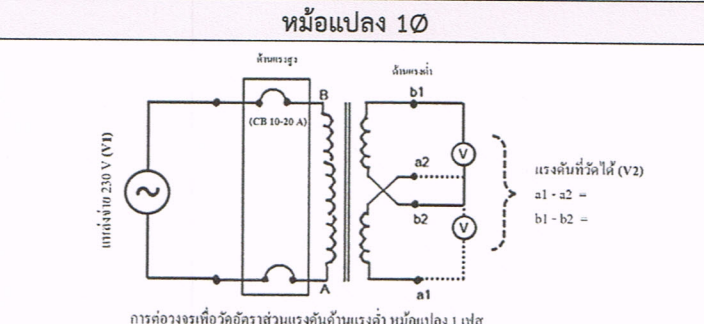 หม้อแปลง 1Ø
ด้านแรงสูง
ด้านแรงต่ำ
B
b1
(CB 10-20 A)
แหล่งจ่าย 230 V (V1)
V
a2
แรงดันที่วัดได้ (V2)
a1 - a2 =
b2
b1 - b2 =
V
A
a1
การต่อวงจรเพื่อวัดอัตราส่วนแรงดันด้านแรงต่ำ หม้อแปลง 1 เฟส